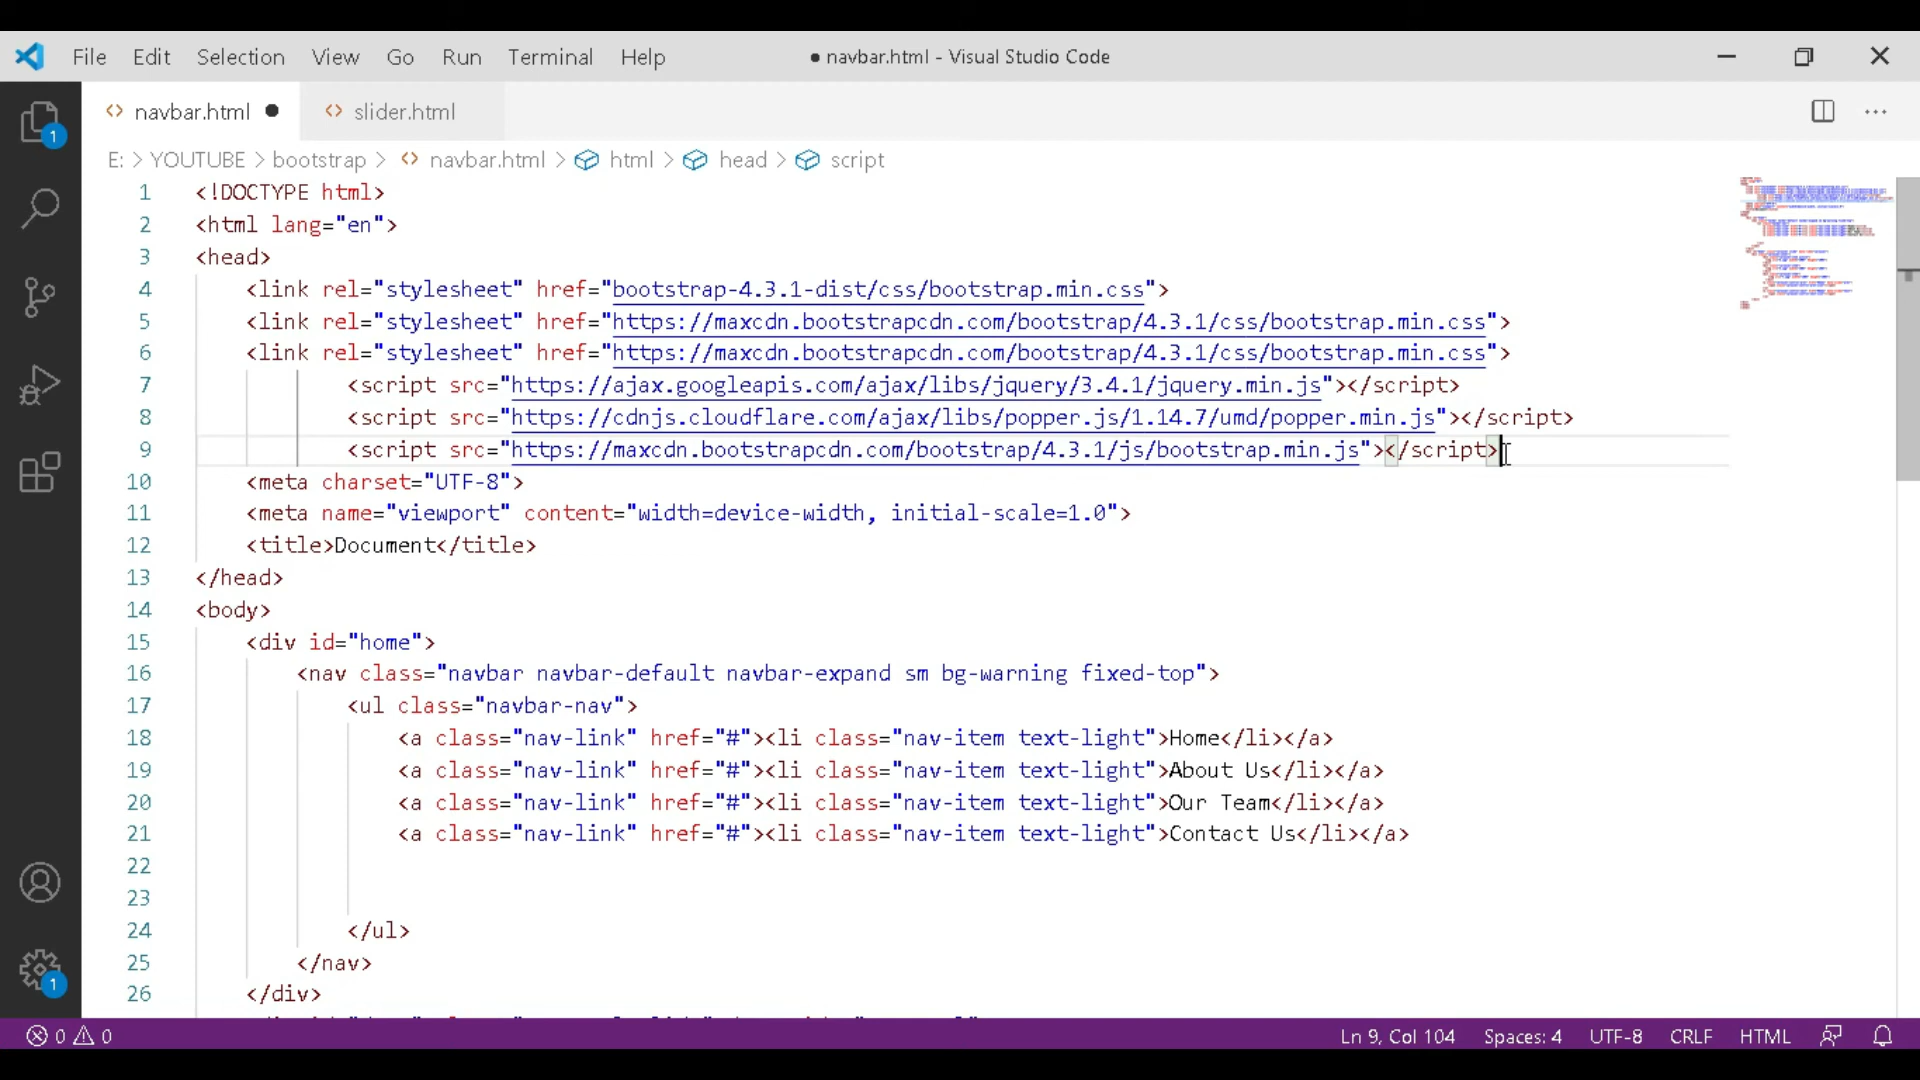 File Edit Selection View Go Run Terminal Help ● navbar.html - Visual Studio Code
navbar.html ● slider.html
E: > YOUTUBE > bootstrap > navbar.html > html > head > script
1 <!DOCTYPE html>
2 <html lang="en">
3 <head>
4 <link rel="stylesheet" href="bootstrap-4.3.1-dist/css/bootstrap.min.css">
5 <link rel="stylesheet" href="https://maxcdn.bootstrapcdn.com/bootstrap/4.3.1/css/bootstrap.min.css">
6 <link rel="stylesheet" href="https://maxcdn.bootstrapcdn.com/bootstrap/4.3.1/css/bootstrap.min.css">
7 <script src="https://ajax.googleapis.com/ajax/libs/jquery/3.4.1/jquery.min.js"></script>
8 <script src="https://cdnjs.cloudflare.com/ajax/libs/popper.js/1.14.7/umd/popper.min.js"></script>
9 <script src="https://maxcdn.bootstrapcdn.com/bootstrap/4.3.1/js/bootstrap.min.js"></script>
10 <meta charset="UTF-8">
11 <meta name="viewport" content="width=device-width, initial-scale=1.0">
12 <title>Document</title>
13 </head>
14 <body>
15 <div id="home">
16 <nav class="navbar navbar-default navbar-expand sm bg-warning fixed-top">
17 <ul class="navbar-nav">
18 <a class="nav-link" href="#"><li class="nav-item text-light">Home</li></a>
19 <a class="nav-link" href="#"><li class="nav-item text-light">About Us</li></a>
20 <a class="nav-link" href="#"><li class="nav-item text-light">Our Team</li></a>
21 <a class="nav-link" href="#"><li class="nav-item text-light">Contact Us</li></a>
22
23
24 </ul>
25 </nav>
26 </div>
1
1
0 0 Ln 9, Col 104 Spaces: 4 UTF-8 CRLF HTML